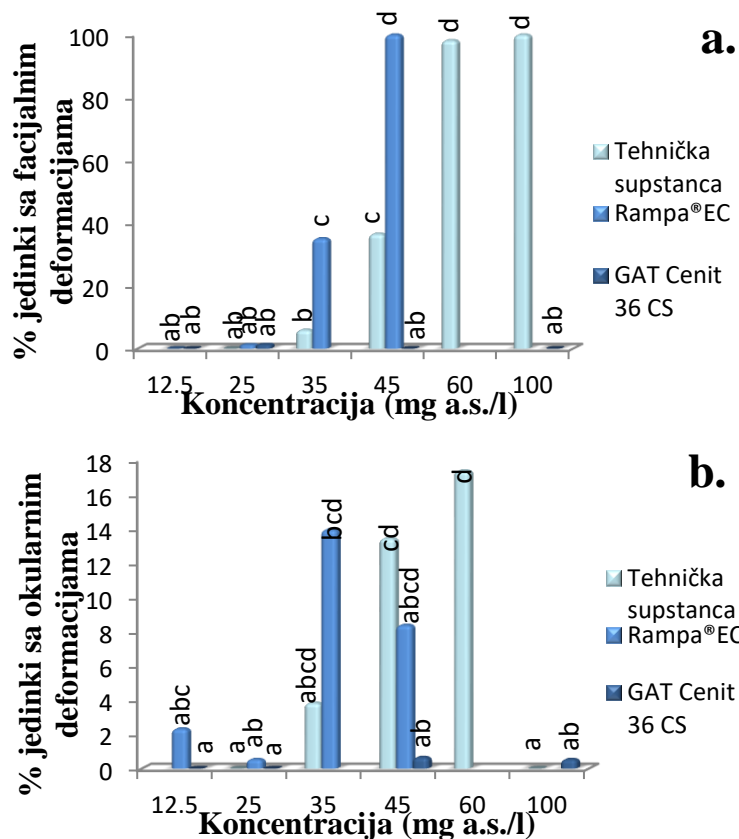 a.
% jedinki sa facijalnim
deformacijama
100
80
60
40
20
0
ab
ab
ab
ab
ab
b
c
c
d
ab
d
d
ab
12.5
25
35
45
60
100
Koncentracija (mg a.s./l)
Tehnička
supstanca
Rampa®EC
GAT Cenit
36 CS
b.
% jedinki sa okularnim
deformacijama
18
16
14
12
10
8
6
4
2
0
abc
a
a
ab
a
abcd
bcd
cd
abcd
ab
d
a
ab
12.5
25
35
45
60
100
Koncentracija (mg a.s./l)
Tehnička
supstanca
Rampa®EC
GAT Cenit
36 CS